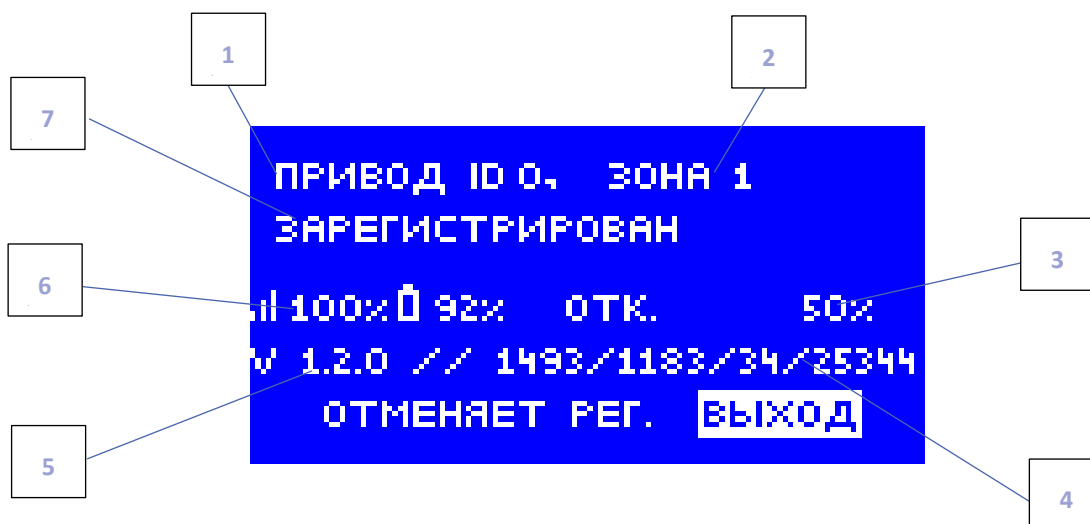 1
2
7
ПРИВОД ID 0, ЗОНА 1
ЗАРЕГИСТРИРОВАН
3
6
100% 92% ОТК. 50%
V 1.2.0 // 1493/1183/34/25344
ОТМЕНЯЕТ РЕГ. ВЫХОД
5
4